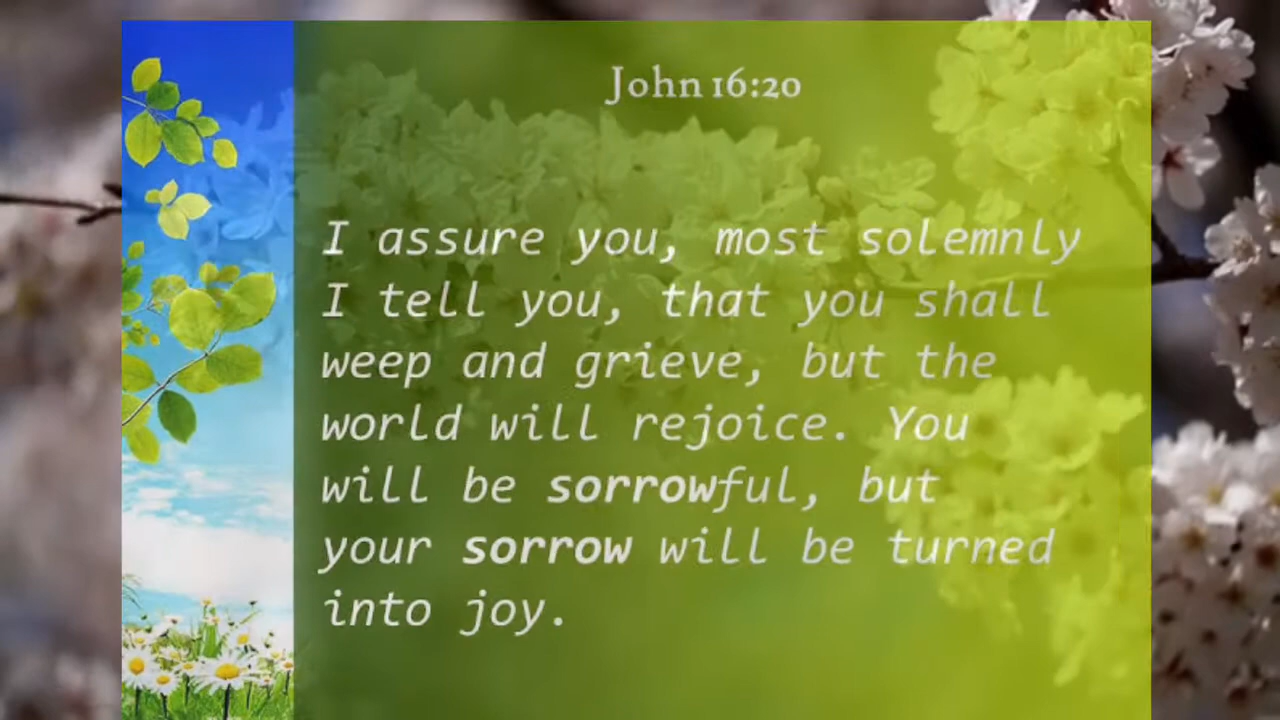 John 16:20
I assure you, most solemnly
I tell you, that you shall
weep and grieve, but the
world will rejoice. You
will be sorrowful, but
your sorrow will be turned
into joy.